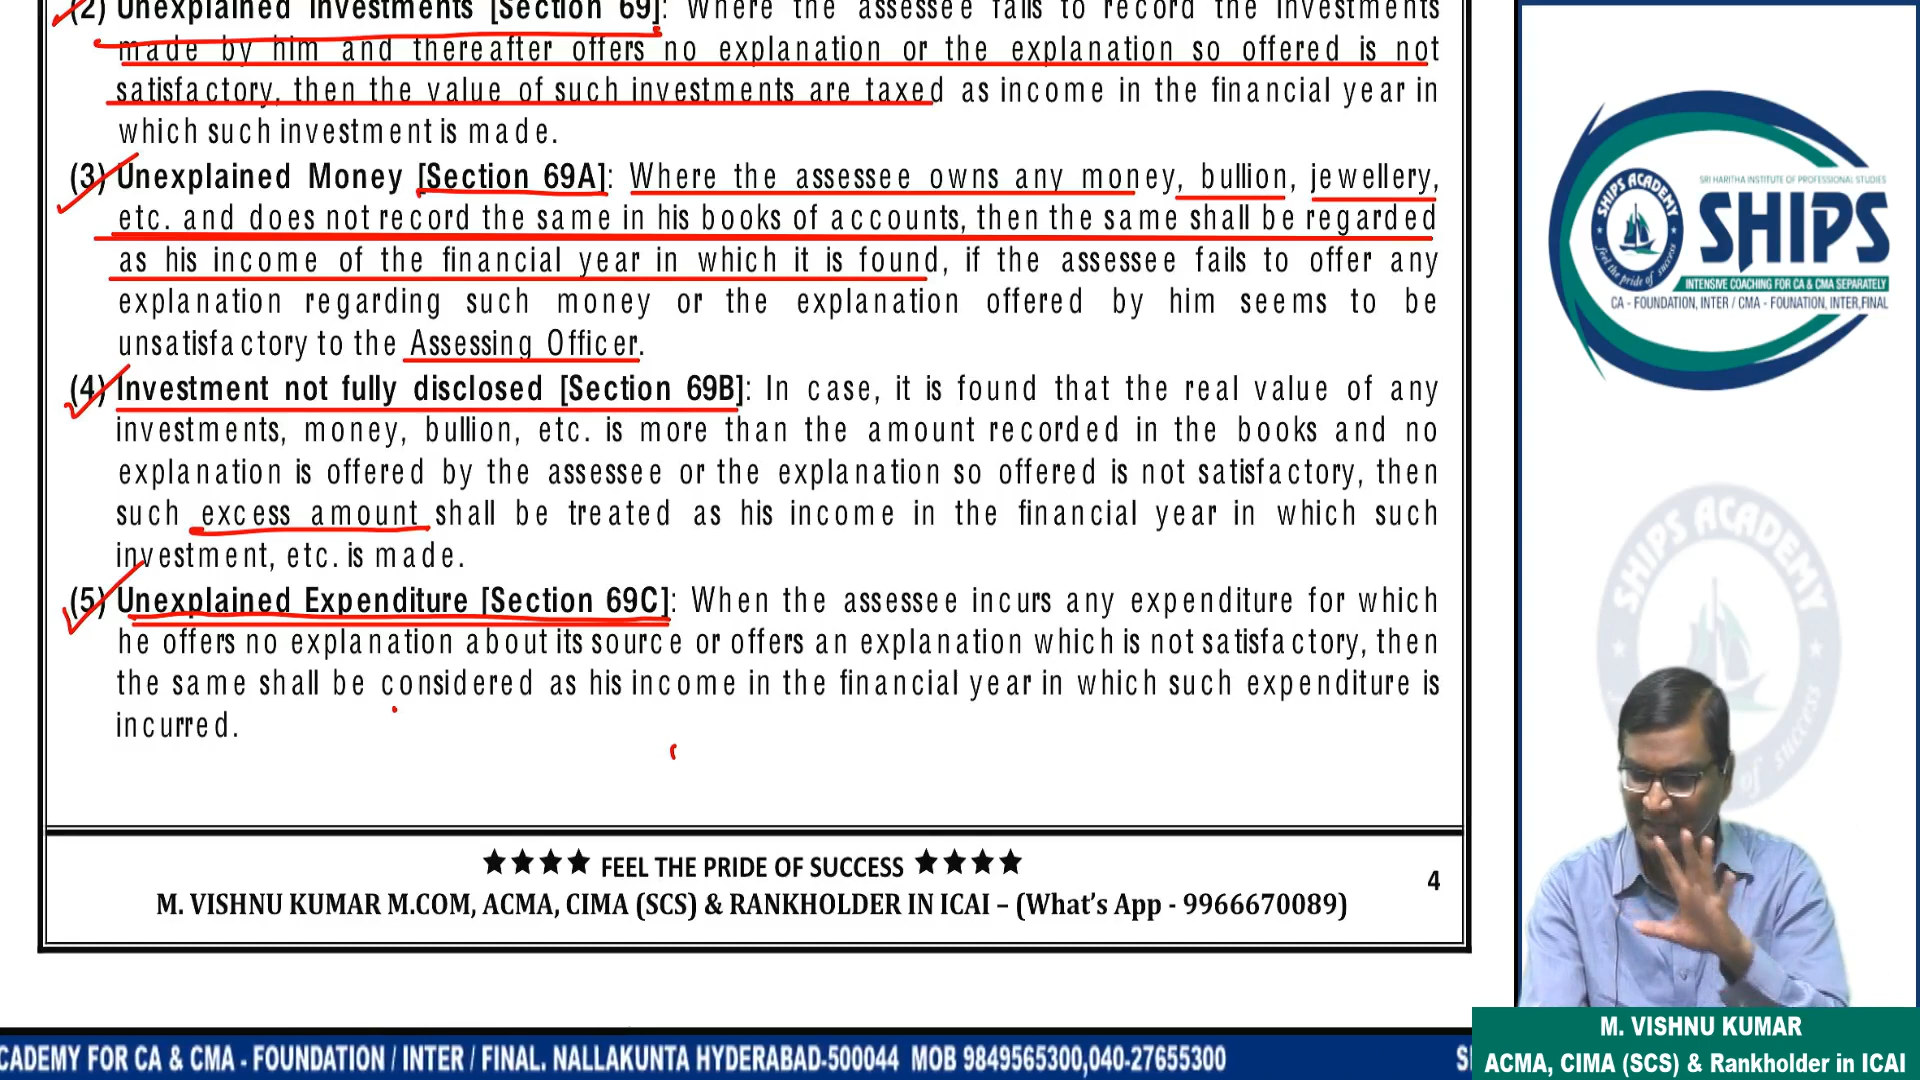 (2) Unexplained Investments [Section 69]: Where the assessee fails to record the investments
made by him and thereafter offers no explanation or the explanation so offered is not
satisfactory, then the value of such investments are taxed as income in the financial year in
which such investment is made.
(3) Unexplained Money [Section 69A]: Where the assessee owns any money, bullion, jewellery,
etc. and does not record the same in his books of accounts, then the same shall be regarded
as his income of the financial year in which it is found, if the assessee fails to offer any
explanation regarding such money or the explanation offered by him seems to be
unsatisfactory to the Assessing Officer.
(4) Investment not fully disclosed [Section 69B]: In case, it is found that the real value of any
investments, money, bullion, etc. is more than the amount recorded in the books and no
explanation is offered by the assessee or the explanation so offered is not satisfactory, then
such excess amount shall be treated as his income in the financial year in which such
investment, etc. is made.
(5) Unexplained Expenditure [Section 69C]: When the assessee incurs any expenditure for which
he offers no explanation about its source or offers an explanation which is not satisfactory, then
the same shall be considered as his income in the financial year in which such expenditure is
incurred.
★★★★ FEEL THE PRIDE OF SUCCESS ★★★★
4
M. VISHNU KUMAR M.COM, ACMA, CIMA (SCS) & RANKHOLDER IN ICAI – (What's App - 9966670089)
SRI HARITHA INSTITUTE OF PROFESSIONAL STUDIES
SHIPS ACADEMY
feel the pride of success
SHIPS
INTENSIVE COACHING FOR CA & CMA SEPARATELY
CA - FOUNDATION, INTER / CMA - FOUNATION, INTER,FINAL
SHIPS ACADEMY
of success
M. VISHNU KUMAR
ACMA, CIMA (SCS) & Rankholder in ICAI
CADEMY FOR CA & CMA - FOUNDATION / INTER / FINAL. NALLAKUNTA HYDERABAD-500044 MOB 9849565300,040-27655300